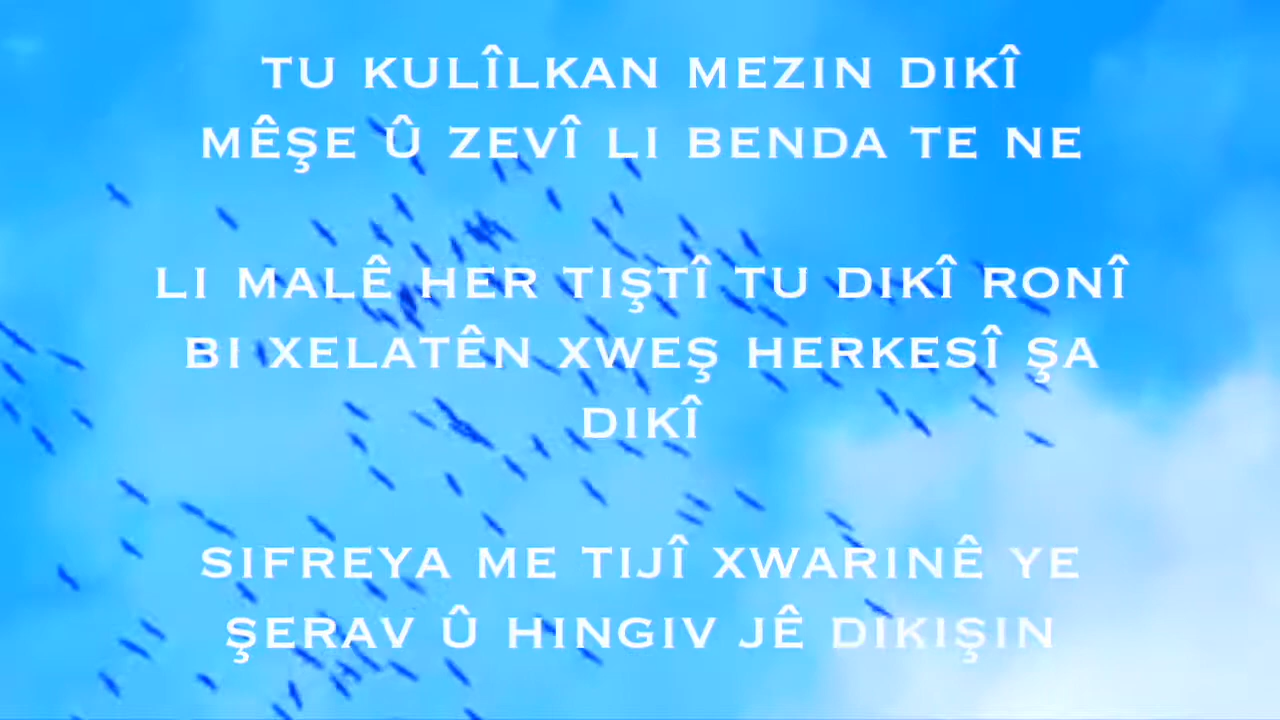 TU KULÎLKAN MEZIN DIKÎ
MÊŞE Û ZEVÎ LI BENDA TE NE
LI MALÊ HER TIŞTÎ TU DIKÎ RONÎ
BI XELATÊN XWEŞ HERKESÎ ŞA
DIKÎ
SIFREYA ME TIJÎ XWARINÊ YE
ŞERAV Û HINGIV JÊ DIKIŞIN